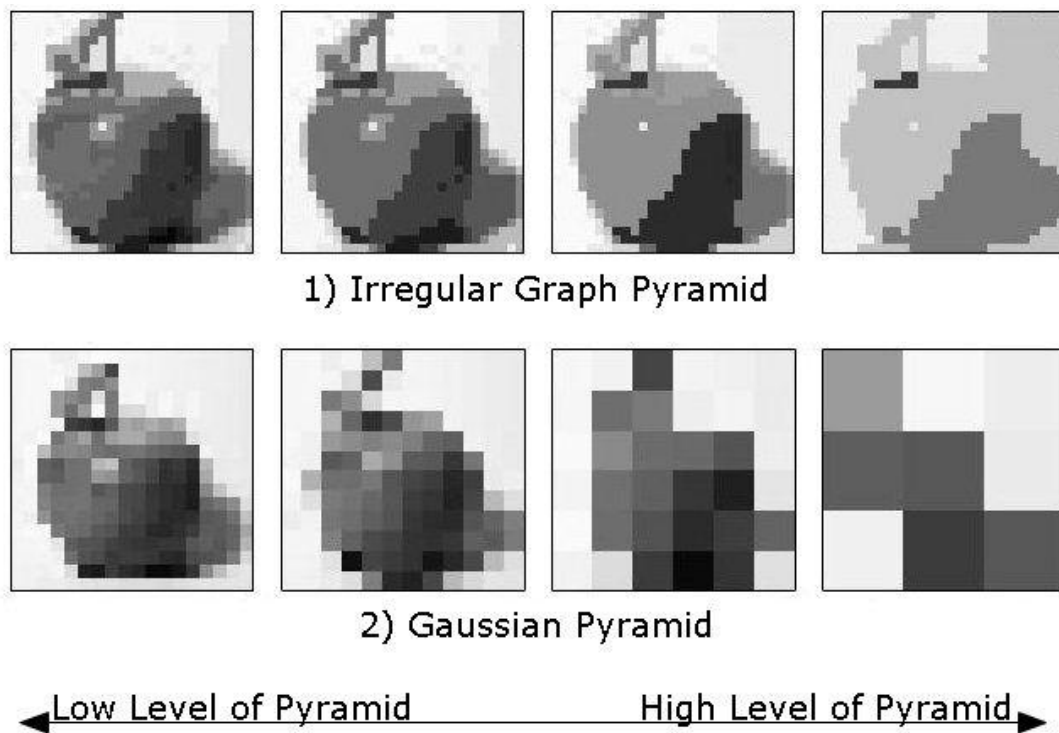 1) Irregular Graph Pyramid
2) Gaussian Pyramid
Low Level of Pyramid High Level of Pyramid